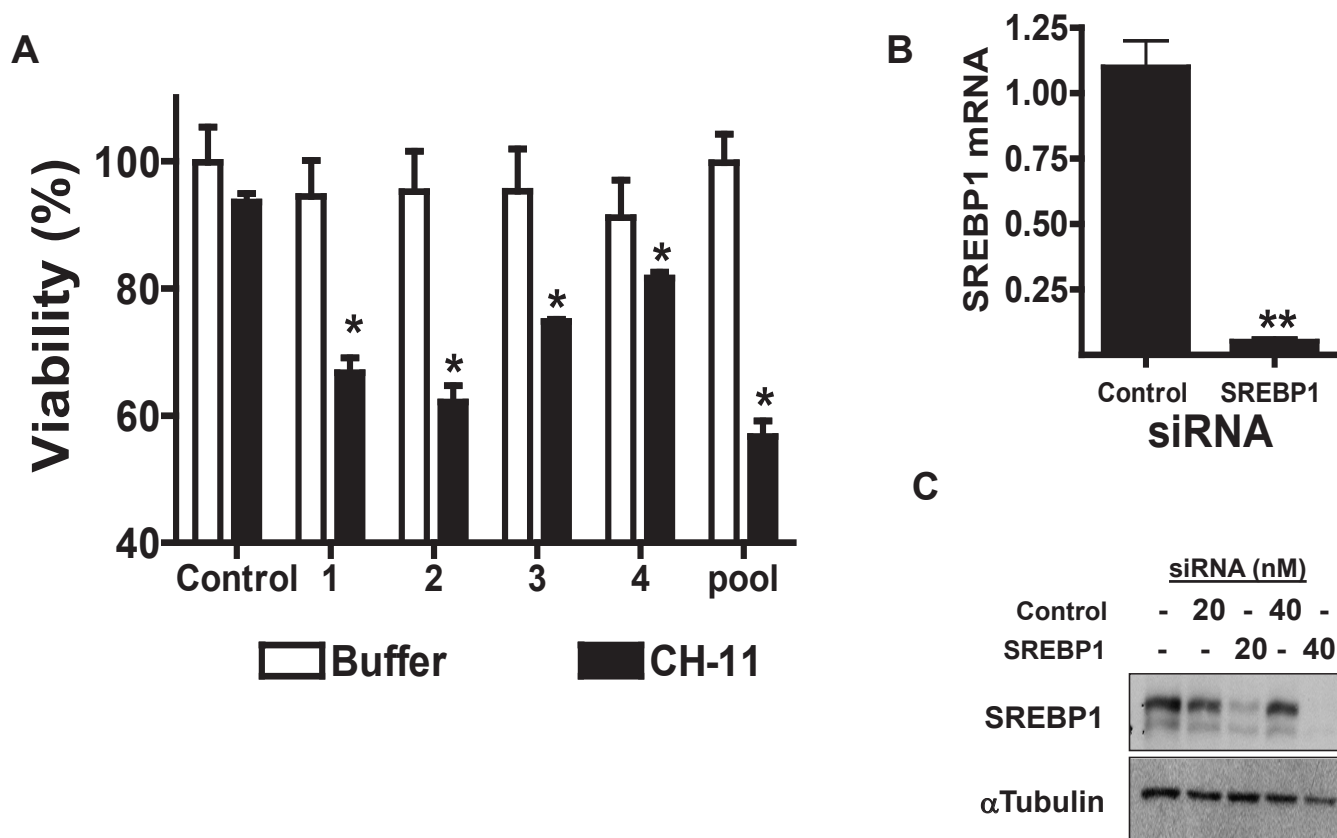 A
Viability (%)
100
80
60
40
* * * * *
Control 1 2 3 4 pool
Buffer CH-11
B
SREBP1 mRNA
1.25
1.00
0.75
0.50
0.25
**
Control SREBP1
siRNA
C
siRNA (nM)
Control - 20 - 40 -
SREBP1 - - 20 - 40
SREBP1
αTubulin